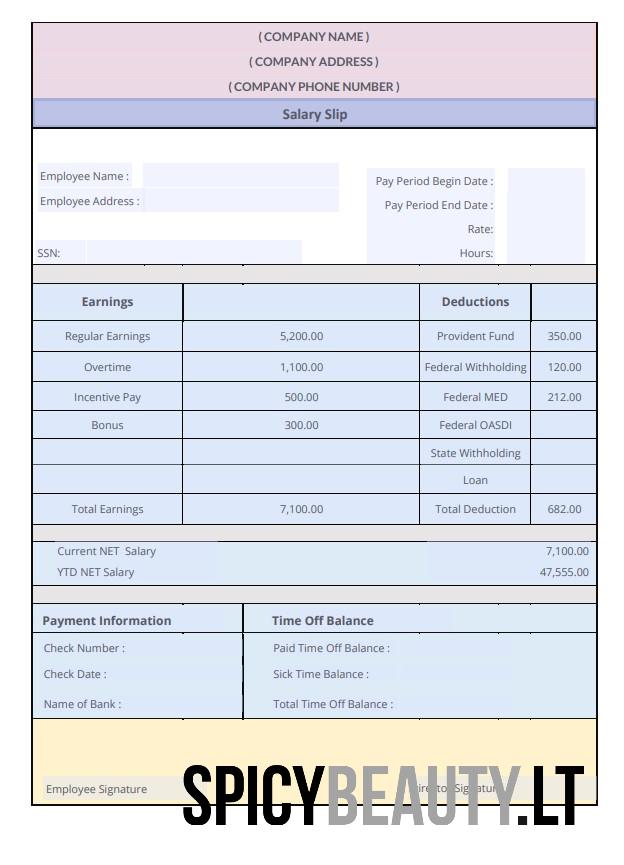 ( COMPANY NAME )
( COMPANY ADDRESS )
( COMPANY PHONE NUMBER )
Salary Slip
Employee Name :
Pay Period Begin Date :
Employee Address :
Pay Period End Date :
Rate:
SSN:
Hours:
Earnings Deductions
Regular Earnings 5,200.00 Provident Fund 350.00
Overtime 1,100.00 Federal Withholding 120.00
Incentive Pay 500.00 Federal MED 212.00
Bonus 300.00 Federal OASDI
State Withholding
Loan
Total Earnings 7,100.00 Total Deduction 682.00
Current NET Salary 7,100.00
YTD NET Salary 47,555.00
Payment Information Time Off Balance
Check Number : Paid Time Off Balance :
Check Date : Sick Time Balance :
Name of Bank : Total Time Off Balance :
Employee Signature Director Signature
SPICYBEAUTY.LT